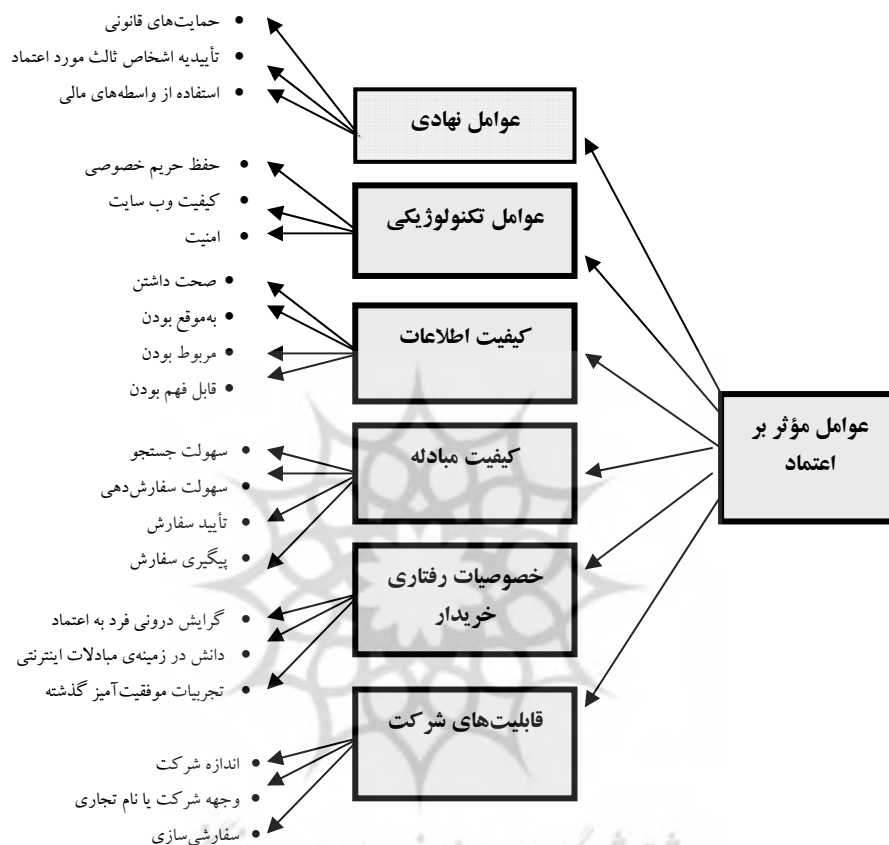 عوامل مؤثر بر
اعتماد
عوامل نهادی
• حمایت‌های قانونی
• تأییدیه اشخاص ثالث مورد اعتماد
• استفاده از واسطه‌های مالی
عوامل تکنولوژیکی
• حفظ حریم خصوصی
• کیفیت وب سایت
• امنیت
کیفیت اطلاعات
• صحت داشتن
• به‌موقع بودن
• مربوط بودن
• قابل فهم بودن
کیفیت مبادله
• سهولت جستجو
• سهولت سفارش‌دهی
• تأیید سفارش
• پیگیری سفارش
خصوصیات رفتاری
خریدار
• گرایش درونی فرد به اعتماد
• دانش در زمینه‌ی مبادلات اینترنتی
• تجربیات موفقیت‌آمیز گذشته
قابلیت‌های شرکت
• اندازه شرکت
• وجهه شرکت یا نام تجاری
• سفارشی‌سازی